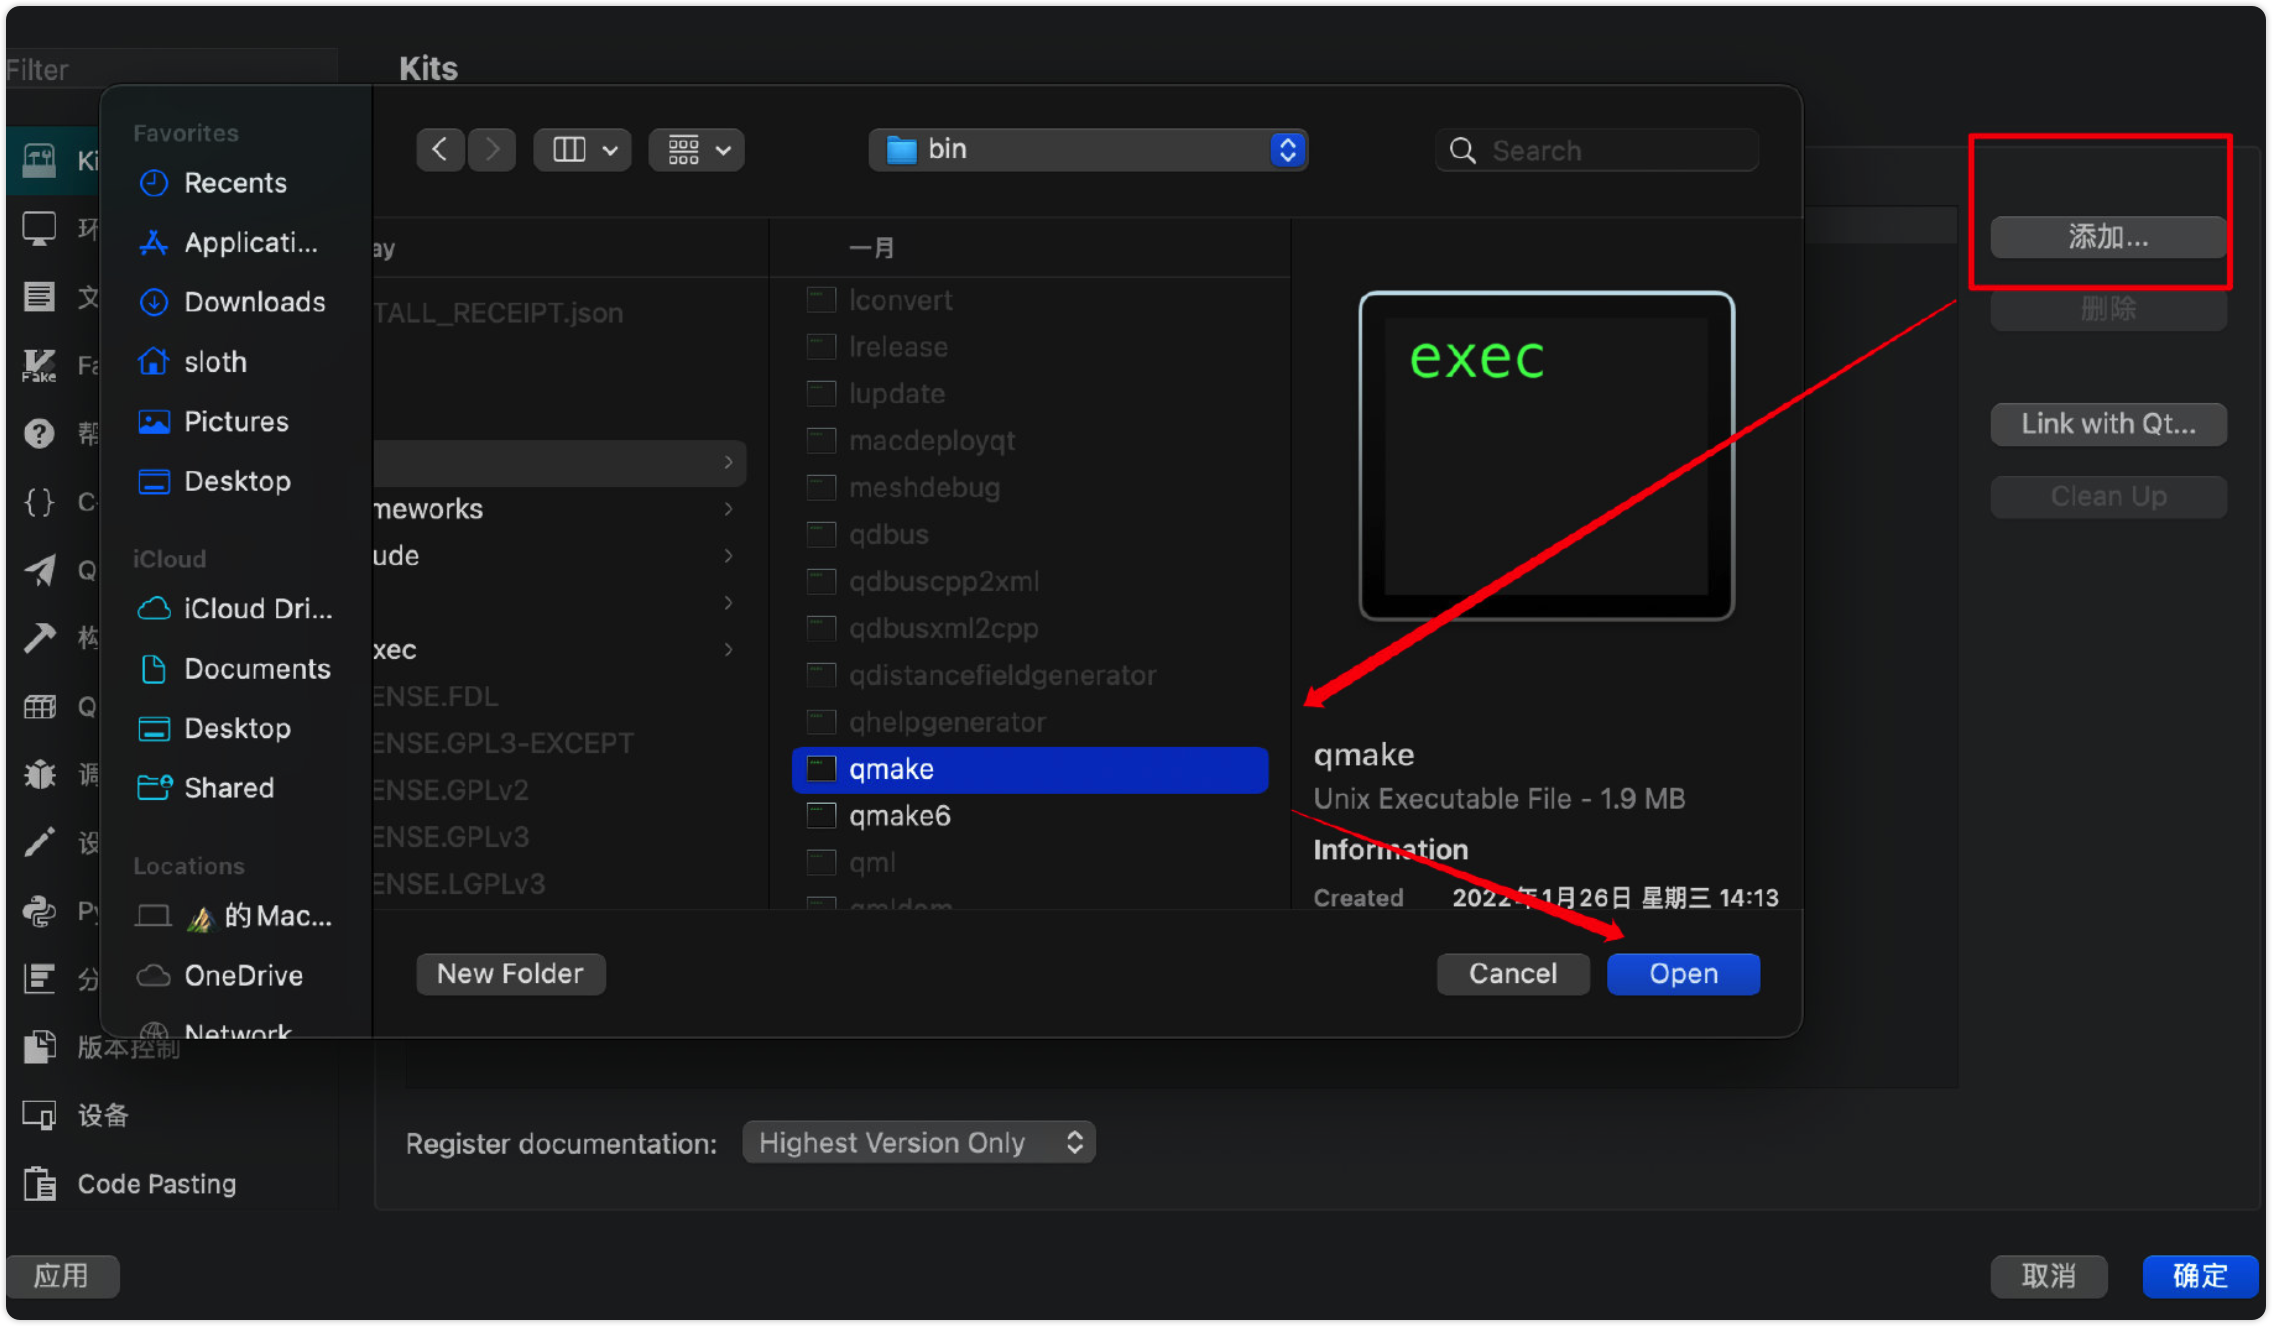 Filter
Kits
Ki
环
文
Fake
Fa
帮
C
Q
构
Q
调
设
Py
分
版本控制
设备
Code Pasting
应用
Favorites
Recents
Applicati...
Downloads
sloth
Pictures
Desktop
iCloud
iCloud Dri...
Documents
Desktop
Shared
Locations
的 Mac...
OneDrive
Network
bin
Search
ay
TALL_RECEIPT.json
meworks
ude
xec
ENSE.FDL
ENSE.GPL3-EXCEPT
ENSE.GPLv2
ENSE.GPLv3
ENSE.LGPLv3
一月
lconvert
lrelease
lupdate
macdeployqt
meshdebug
qdbus
qdbuscpp2xml
qdbusxml2cpp
qdistancefieldgenerator
qhelpgenerator
qmake
qmake6
qml
qmldom
exec
qmake
Unix Executable File - 1.9 MB
Information
Created 2022年1月26日 星期三 14:13
New Folder
Cancel
Open
添加...
删除
Link with Qt...
Clean Up
Register documentation: Highest Version Only
取消
确定